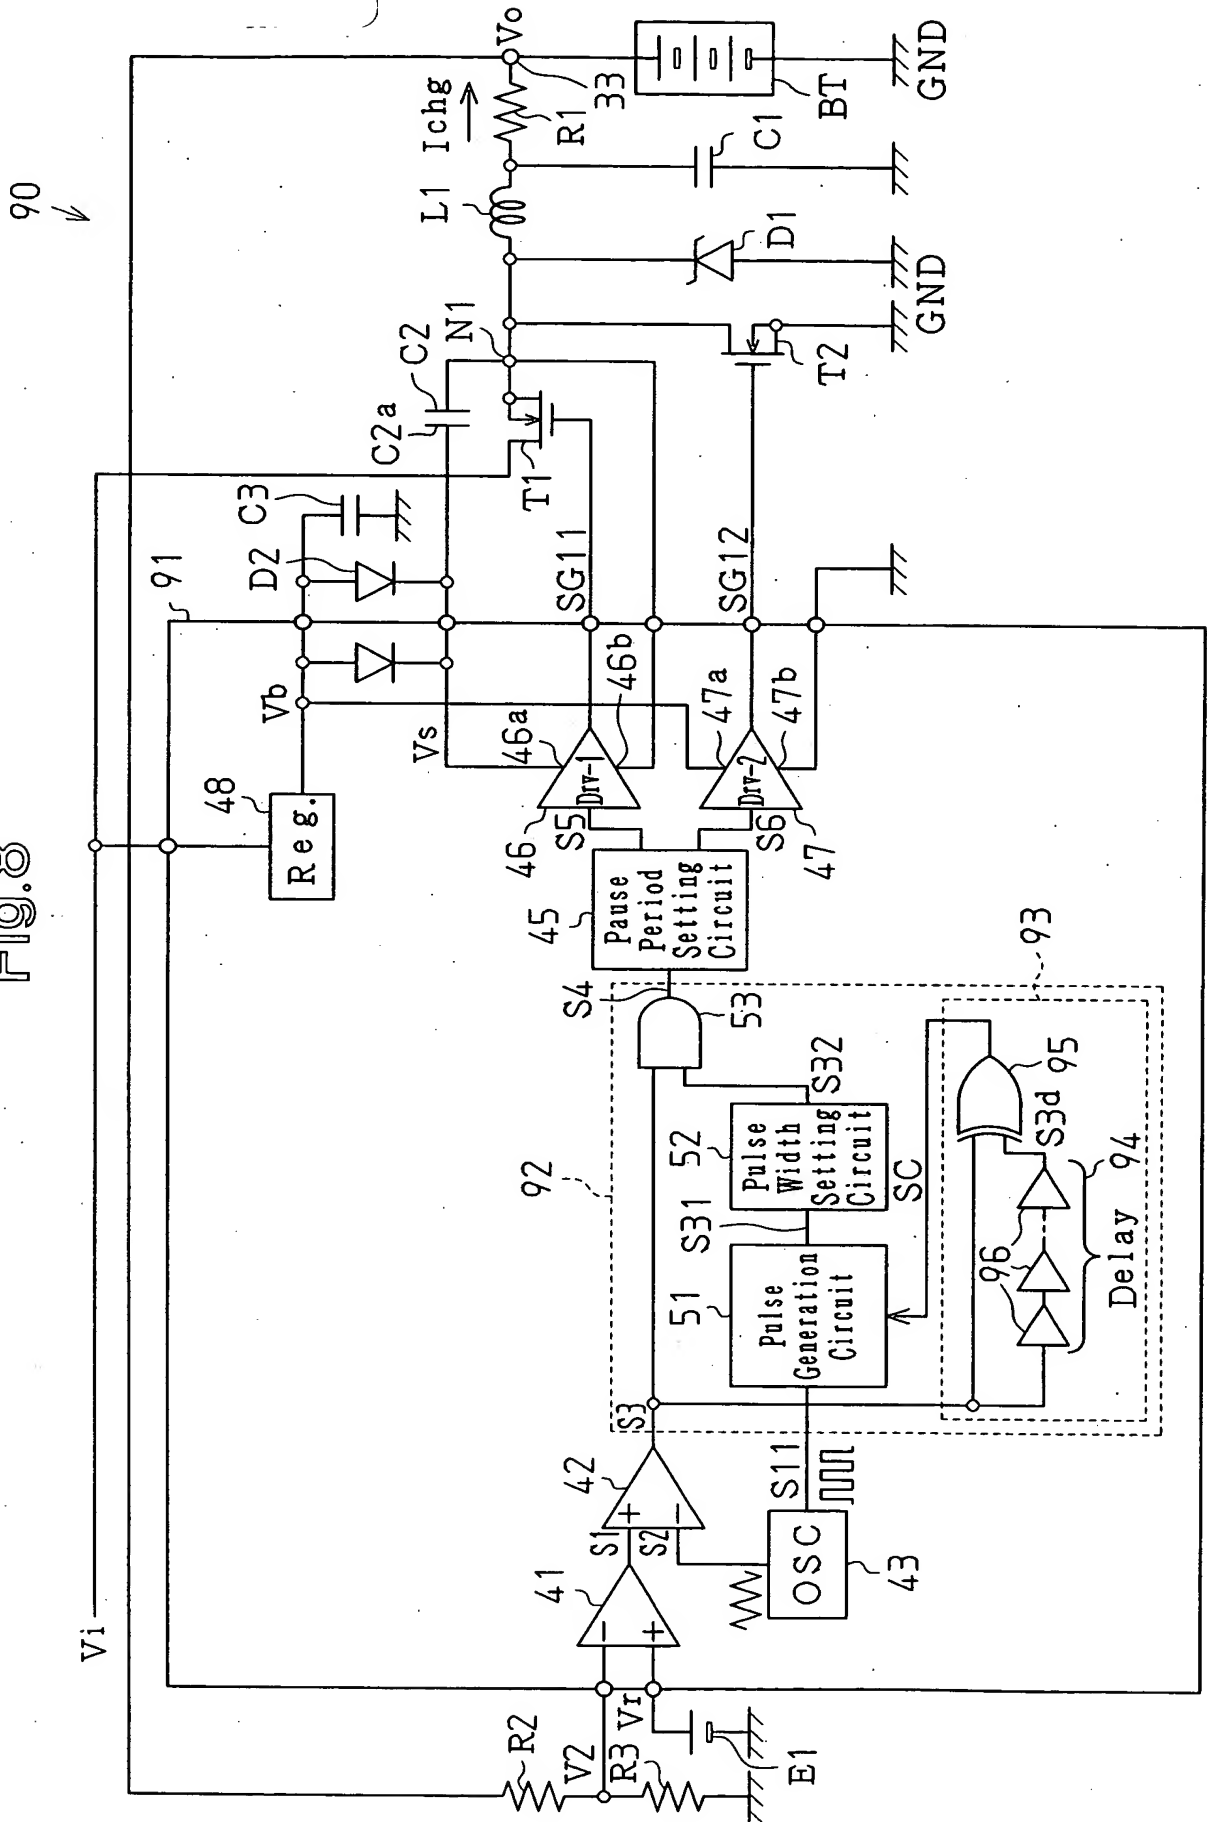 Fig.8
90
Vi
91
48
Reg.
Vb
D2
C3
C2a
C2
N1
L1
Ichg
R1
Vo
33
Vs
46a
46
Drv-1
46b
SG11
T1
S5
S6
47
Drv-2
47a
47b
SG12
T2
GND
D1
C1
BT
GND
45
Pause
Period
Setting
Circuit
S4
53
92
S3
42
+
-
S1
S2
41
-
+
S11
OSC
43
51
Pulse
Generation
Circuit
S31
52
Pulse
Width
Setting
Circuit
S32
SC
93
95
S3d
94
96
Delay
R2
V2
Vr
R3
E1